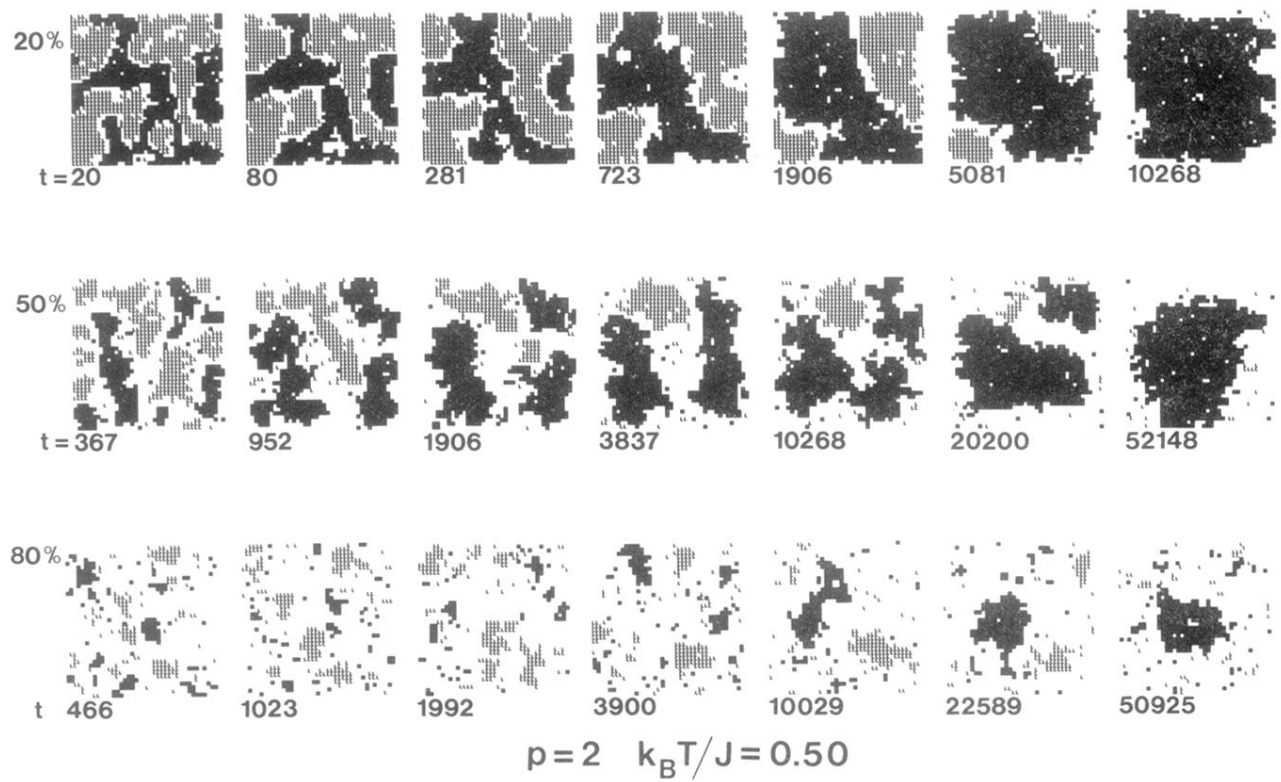 20%
t = 20 80 281 723 1906 5081 10268
50%
t = 367 952 1906 3837 10268 20200 52148
80%
t 466 1023 1992 3900 10029 22589 50925
p = 2 k_BT/J = 0.50